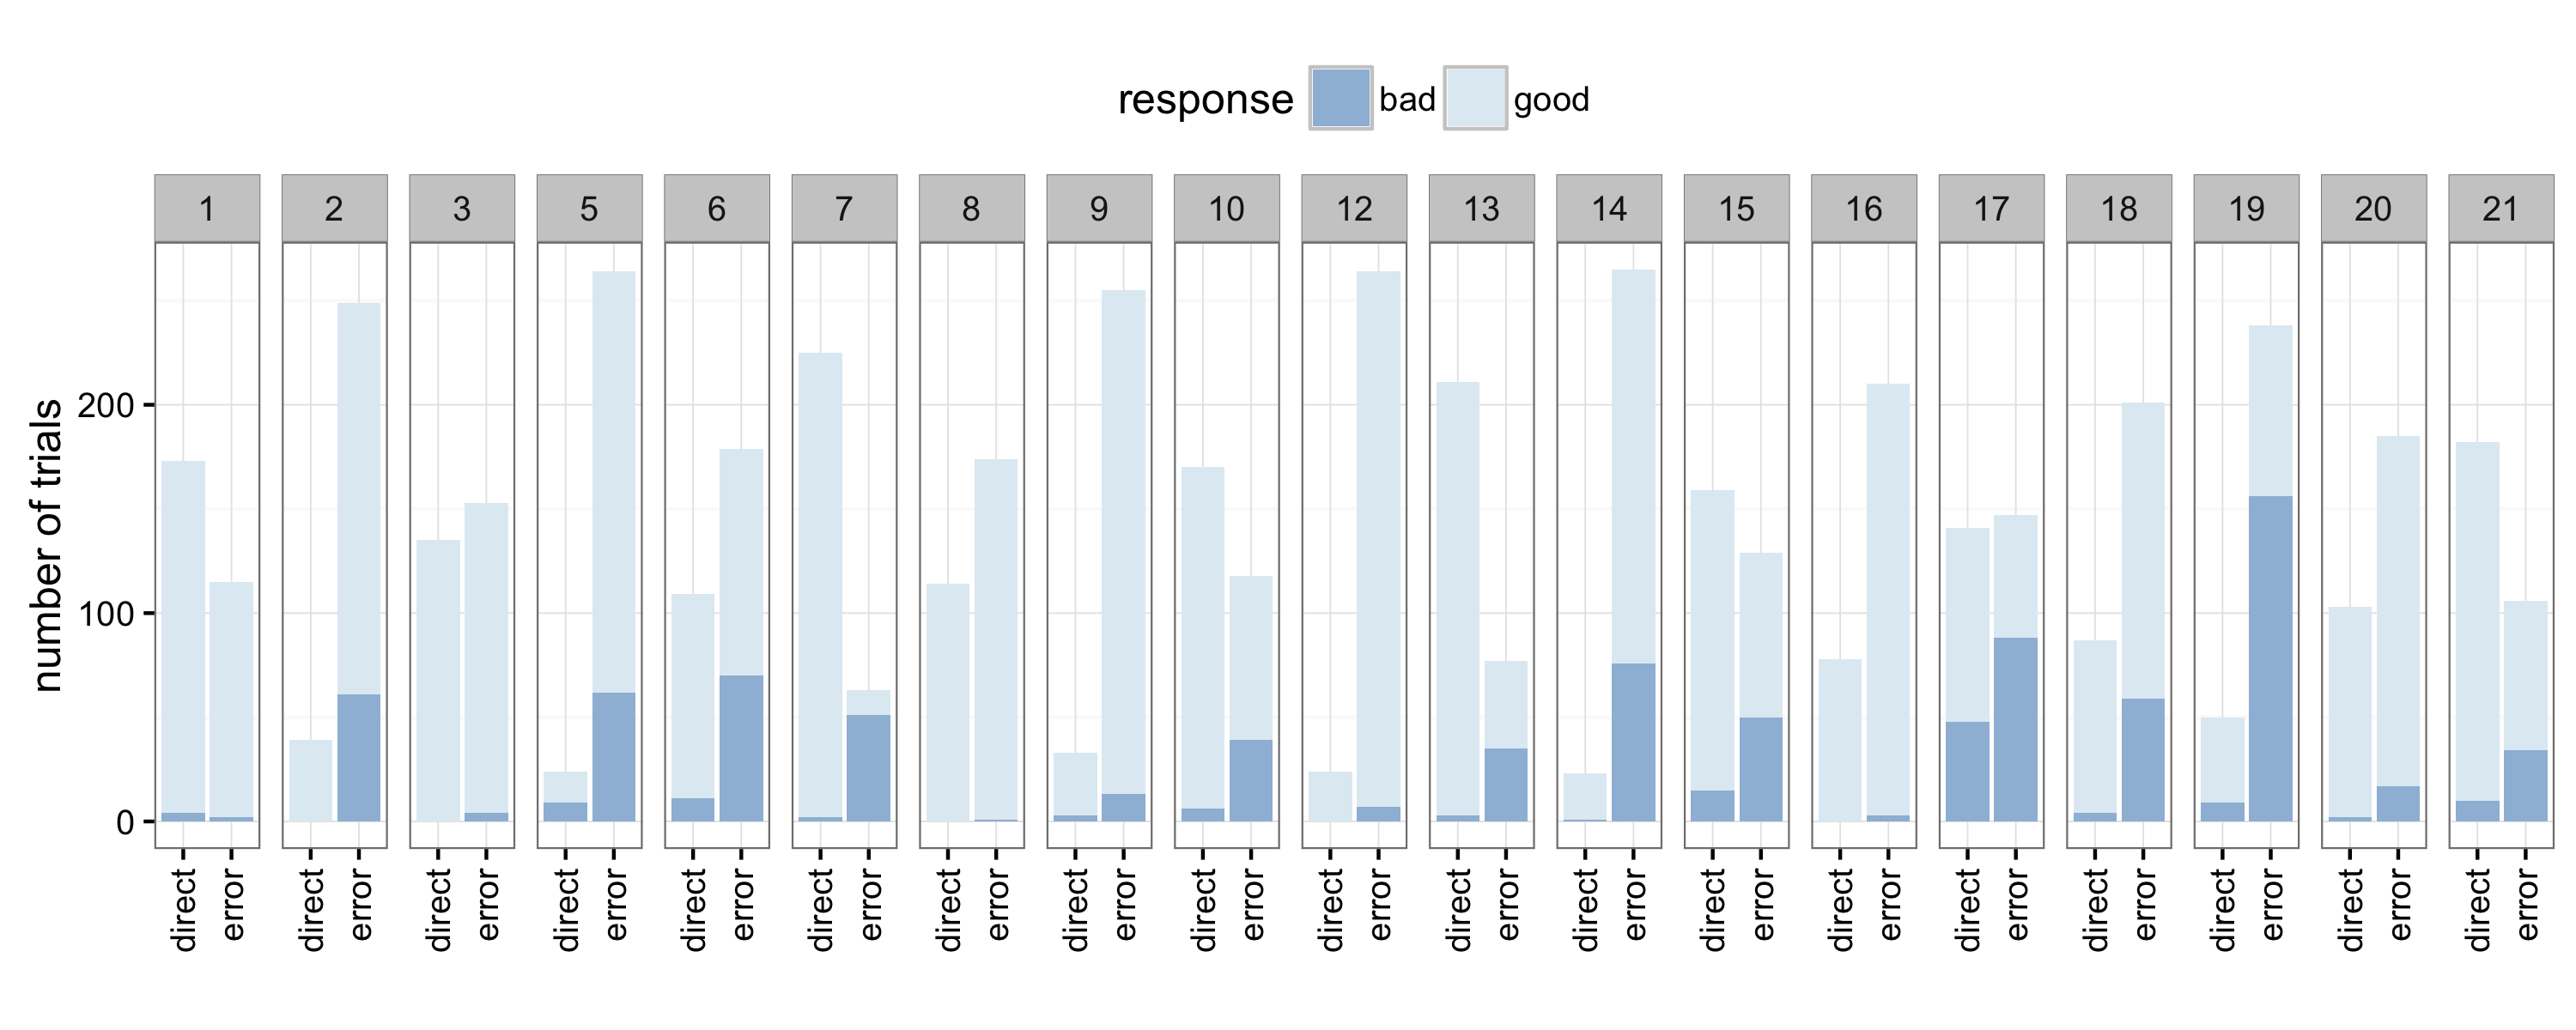 response bad good
1 2 3 5 6 7 8 9 10 12 13 14 15 16 17 18 19 20 21
number of trials
200
100
0
direct error direct error direct error direct error direct error direct error direct error direct error direct error direct error direct error direct error direct error direct error direct error direct error direct error direct error direct error